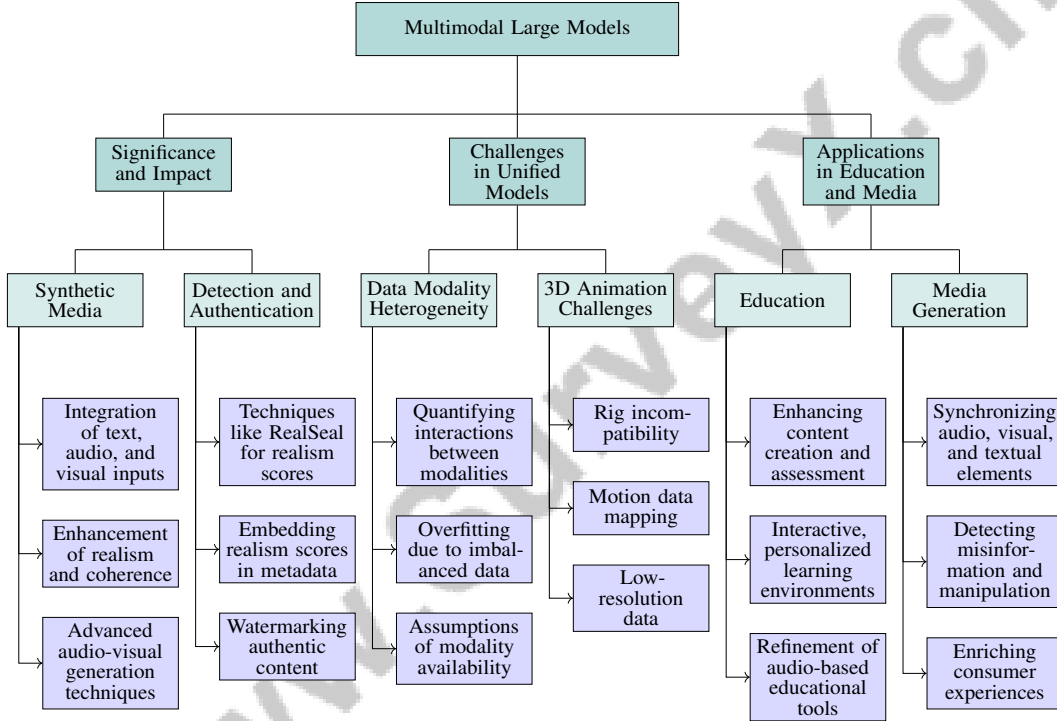 Multimodal Large Models
Significance
and Impact
Challenges
in Unified
Models
Applications
in Education
and Media
Synthetic
Media
Detection and
Authentication
Data Modality
Heterogeneity
3D Animation
Challenges
Education
Media
Generation
Integration
of text,
audio, and
visual inputs
Enhancement
of realism
and coherence
Advanced
audio-visual
generation
techniques
Techniques
like RealSeal
for realism
scores
Embedding
realism scores
in metadata
Watermarking
authentic
content
Quantifying
interactions
between
modalities
Overfitting
due to imbal-
anced data
Assumptions
of modality
availability
Rig incom-
patibility
Motion data
mapping
Low-
resolution
data
Enhancing
content
creation and
assessment
Interactive,
personalized
learning
environments
Refinement of
audio-based
educational
tools
Synchronizing
audio, visual,
and textual
elements
Detecting
misinfor-
mation and
manipulation
Enriching
consumer
experiences